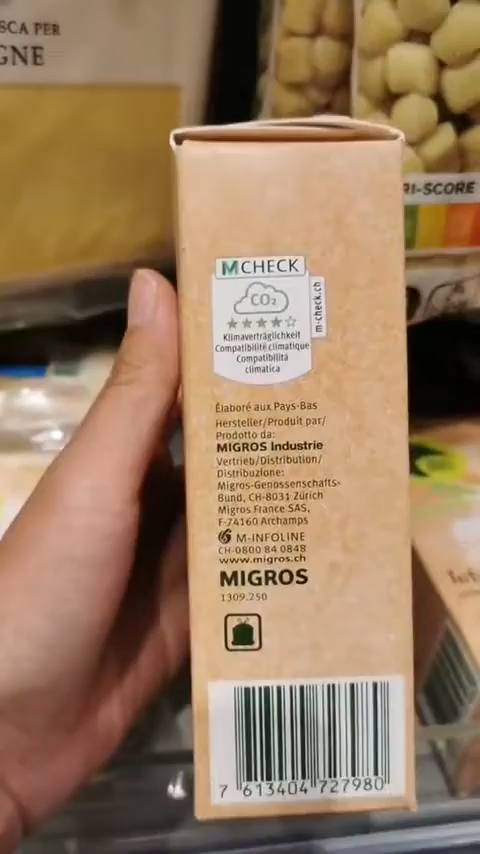 SCA PER
GNE
RI-SCORE
M CHECK
CO₂
m-check.ch
Klimaverträglichkeit
Compatibilité climatique
Compatibilità
climatica
Élaboré aux Pays-Bas
Hersteller/Produit par/
Prodotto da:
MIGROS Industrie
Vertrieb/Distribution/
Distribuzione:
Migros-Genossenschafts-
Bund, CH-8031 Zürich
Migros France SAS,
F-74160 Archamps
M-INFOLINE
CH-0800 84 0848
www.migros.ch
MIGROS
1309.250
7 613404 727980